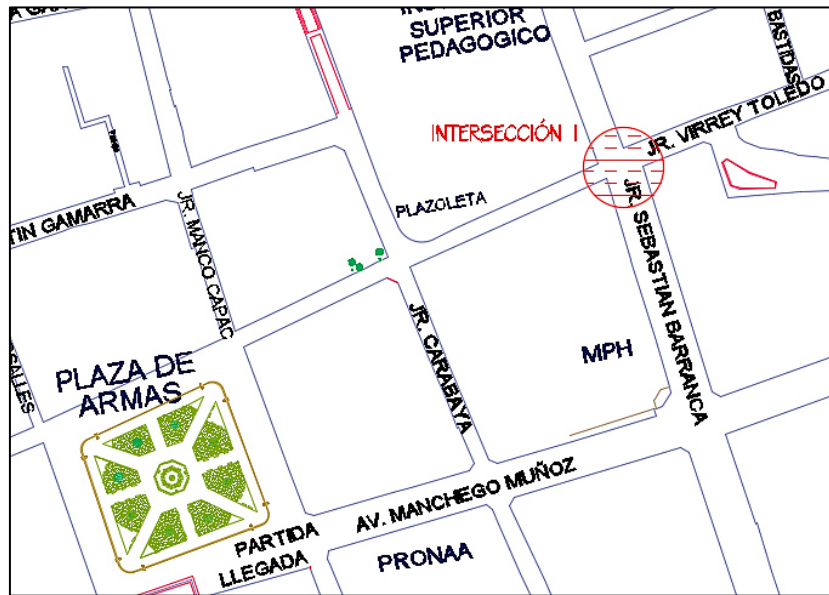 SUPERIOR
PEDAGOGICO
BASTIDAS
INTERSECCIÓN I
JR. VIRREY TOLEDO
PLAZOLETA
TIN GAMARRA
JR. MANCO CAPAC
JR. SEBASTIAN BARRANCA
JR. CARABAYA
MPH
PLAZA DE
ARMAS
AV. MANCHEGO MUÑOZ
PARTIDA
LLEGADA
PRONAA